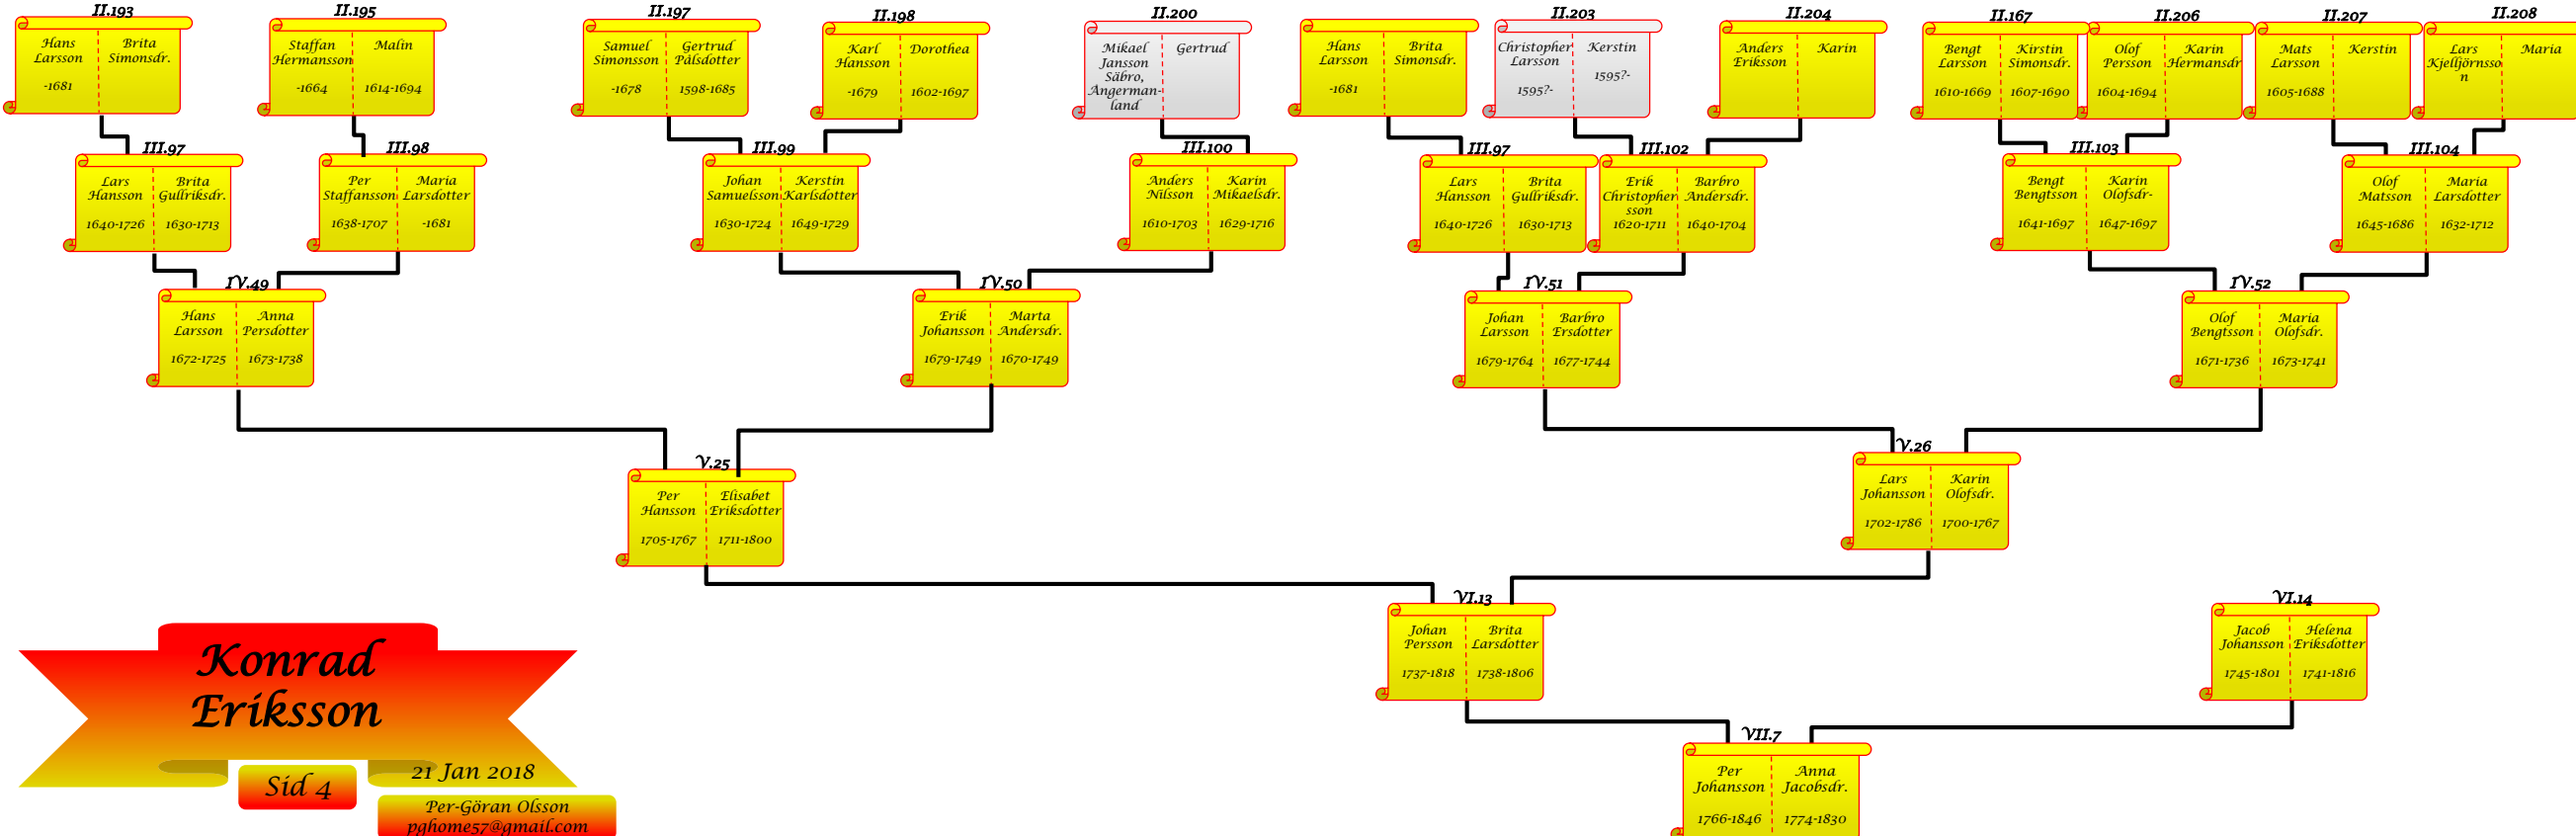 II.193
Hans
Larsson
-1681
Brita
Simonsdr.
II.195
Staffan
Hermansson
-1664
Malin
1614-1694
II.197
Samuel
Simonsson
-1678
Gertrud
Pålsdotter
1598-1685
II.198
Karl
Hansson
-1679
Dorothea
1602-1697
II.200
Mikael
Jansson
Säbro,
Angerman-
land
Gertrud
Hans
Larsson
-1681
Brita
Simonsdr.
II.203
Christopher
Larsson
1595?-
Kerstin
1595?-
II.204
Anders
Eriksson
Karin
II.167
Bengt
Larsson
1610-1669
Kirstin
Simonsdr.
1607-1690
II.206
Olof
Persson
1604-1694
Karin
Hermansdr
II.207
Mats
Larsson
1605-1688
Kerstin
II.208
Lars
Kjelljörnsso
n
Maria
III.97
Lars
Hansson
1640-1726
Brita
Gullriksdr.
1630-1713
III.98
Per
Staffansson
1638-1707
Maria
Larsdotter
-1681
III.99
Johan
Samuelsson
1630-1724
Kerstin
Karlsdotter
1649-1729
III.100
Anders
Nilsson
1610-1703
Karin
Mikaelsdr.
1629-1716
III.97
Lars
Hansson
1640-1726
Brita
Gullriksdr.
1630-1713
III.102
Erik
Christopher
sson
1620-1711
Barbro
Andersdr.
1640-1704
III.103
Bengt
Bengtsson
1641-1697
Karin
Olofsdr-
1647-1697
III.104
Olof
Matsson
1645-1686
Maria
Larsdotter
1632-1712
IV.49
Hans
Larsson
1672-1725
Anna
Persdotter
1673-1738
IV.50
Erik
Johansson
1679-1749
Marta
Andersdr.
1670-1749
IV.51
Johan
Larsson
1679-1764
Barbro
Ersdotter
1677-1744
IV.52
Olof
Bengtsson
1671-1736
Maria
Olofsdr.
1673-1741
V.25
Per
Hansson
1705-1767
Elisabet
Eriksdotter
1711-1800
V.26
Lars
Johansson
1702-1786
Karin
Olofsdr.
1700-1767
VI.13
Johan
Persson
1737-1818
Brita
Larsdotter
1738-1806
VI.14
Jacob
Johansson
1745-1801
Helena
Eriksdotter
1741-1816
VII.7
Per
Johansson
1766-1846
Anna
Jacobsdr.
1774-1830
Konrad
Eriksson
Sid 4
21 Jan 2018
Per-Göran Olsson
pghome57@gmail.com